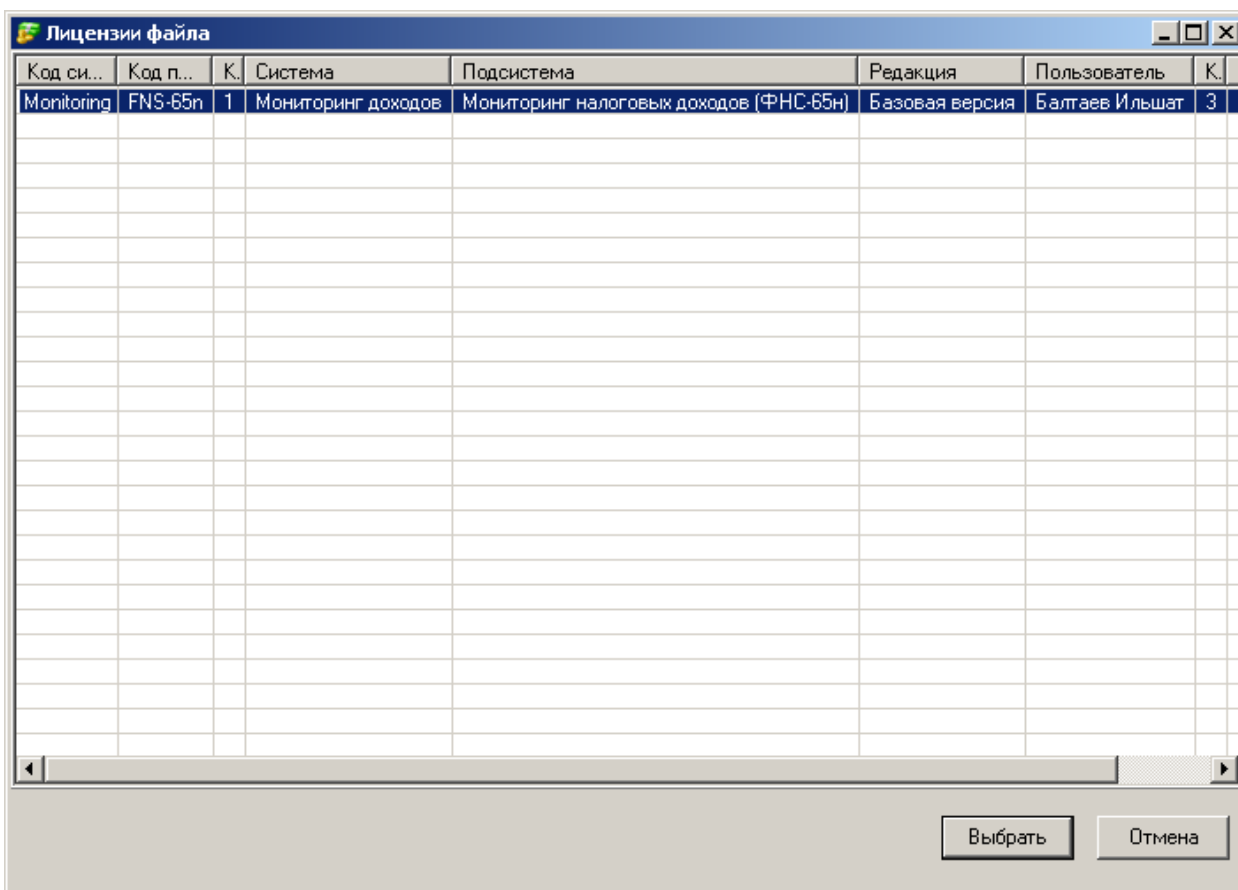 Лицензии файла
Код си... Код п... К. Система Подсистема Редакция Пользователь К.
Monitoring FNS-65n 1 Мониторинг доходов Мониторинг налоговых доходов (ФНС-65н) Базовая версия Балтаев Ильшат 3
Выбрать Отмена